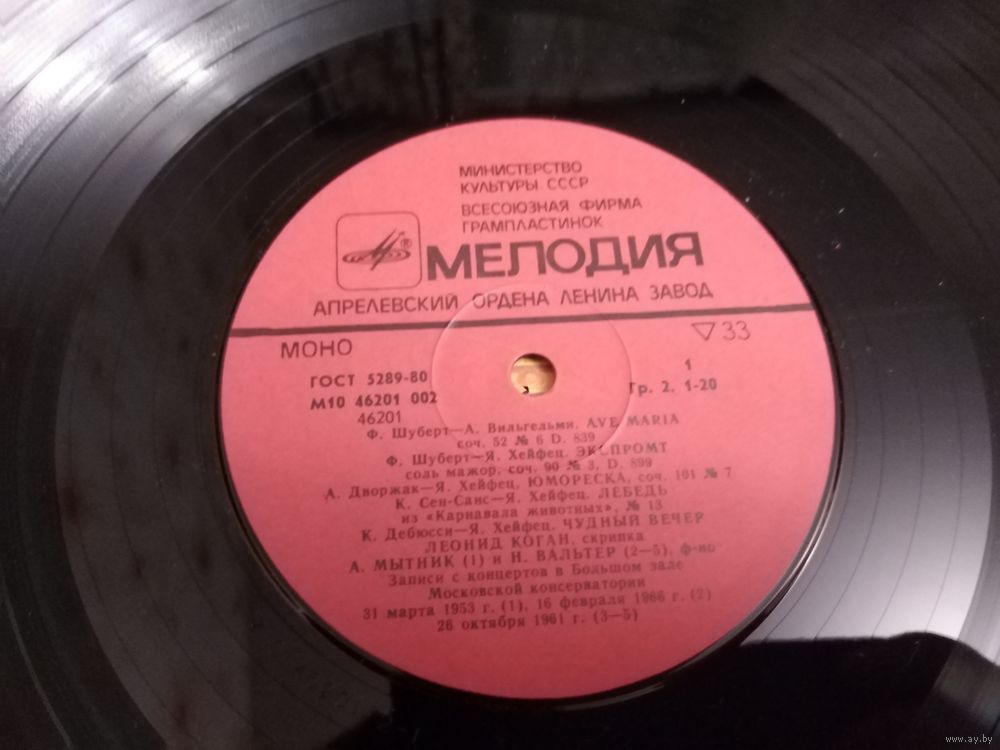 МИНИСТЕРСТВО
КУЛЬТУРЫ СССР
ВСЕСОЮЗНАЯ ФИРМА
ГРАМПЛАСТИНОК
® МЕЛОДИЯ
АПРЕЛЕВСКИЙ ОРДЕНА ЛЕНИНА ЗАВОД
МОНО ▽ 33
ГОСТ 5289-80 1
М10 46201 002 Гр. 2. 1-20
46201
Ф. Шуберт—А. Вильгельми. AVE MARIA
соч. 52 № 6 D. 839
Ф. Шуберт—Я. Хейфец. ЭКСПРОМТ
соль мажор, соч. 90 № 3, D. 899
А. Дворжак—Я. Хейфец. ЮМОРЕСКА, соч. 101 № 7
К. Сен-Санс—Я. Хейфец. ЛЕБЕДЬ
из «Карнавала животных», № 13
К. Дебюсси—Я. Хейфец. ЧУДНЫЙ ВЕЧЕР
ЛЕОНИД КОГАН, скрипка
А. МЫТНИК (1) и Н. ВАЛЬТЕР (2—5), ф-но
Записи с концертов в Большом зале
Московской консерватории
31 марта 1953 г. (1), 16 февраля 1966 г. (2)
26 октября 1961 г. (3—5)
www.ay.by